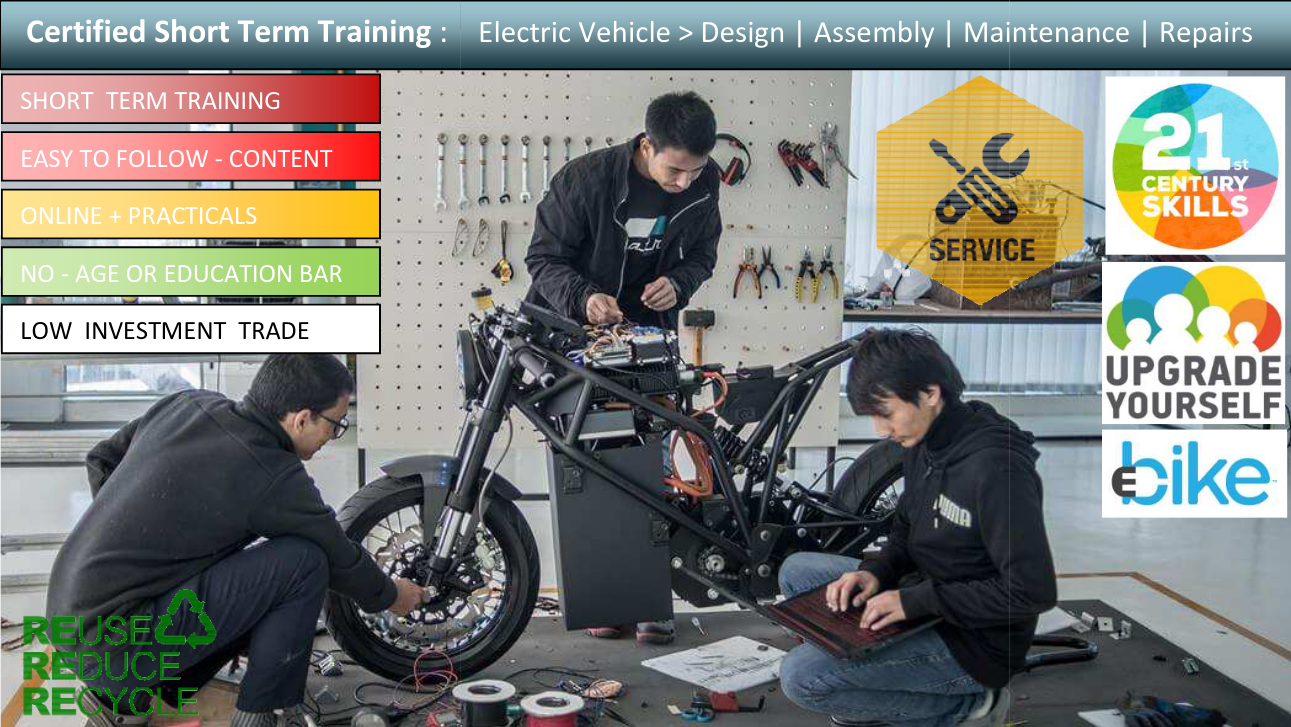 Certified Short Term Training : Electric Vehicle > Design | Assembly | Maintenance | Repairs
SHORT TERM TRAINING
EASY TO FOLLOW - CONTENT
ONLINE + PRACTICALS
NO - AGE OR EDUCATION BAR
LOW INVESTMENT TRADE
SERVICE
21st
CENTURY
SKILLS
UPGRADE
YOURSELF
Ebike
PUMA
REUSE
REDUCE
RECYCLE